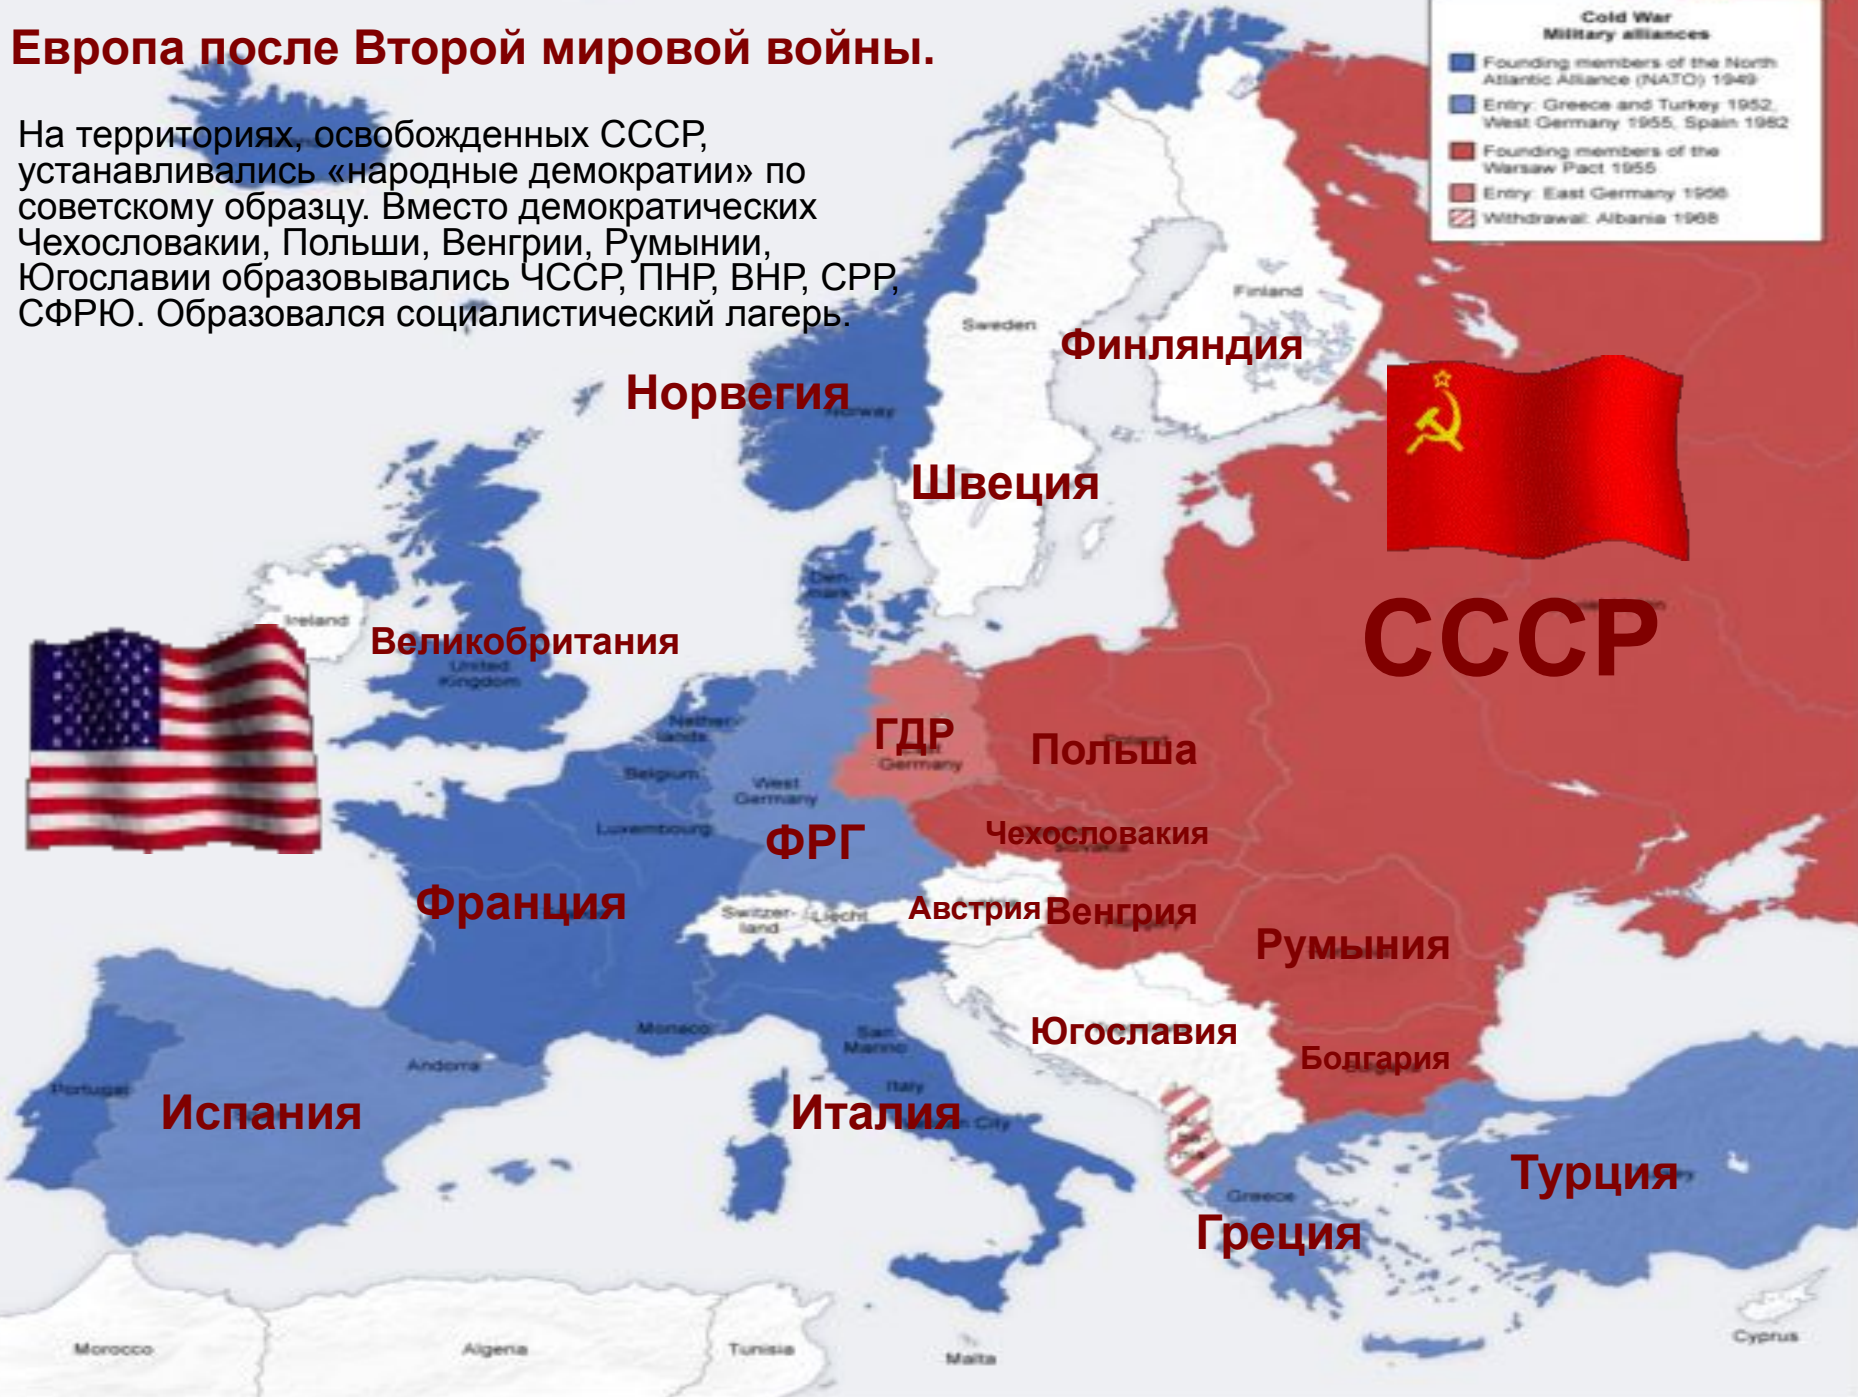 Европа после Второй мировой войны.
На территориях, освобожденных СССР,
устанавливались «народные демократии» по
советскому образцу. Вместо демократических
Чехословакии, Польши, Венгрии, Румынии,
Югославии образовывались ЧССР, ПНР, ВНР, СРР,
СФРЮ. Образовался социалистический лагерь.
Cold War
Military alliances
Founding members of the North
Atlantic Alliance (NATO) 1949
Entry: Greece and Turkey 1952,
West Germany 1955, Spain 1982
Founding members of the
Warsaw Pact 1955
Entry: East Germany 1956
Withdrawal: Albania 1968
Finland
Sweden
Финляндия
Норвегия
Norway
Швеция
Den-
mark
Ireland
СССР
Великобритания
United
Kingdom
Nether-
lands
ГДР
East
Germany
Польша
Poland
Belgium
West
Germany
Luxembourg
ФРГ
Чехословакия
Slovakia
Франция
Switzer-
land
Liecht
Австрия
Венгрия
Hungary
Румыния
Monaco
San
Marino
Югославия
Болгария
Andorra
Portugal
Italy
Испания
Италия
Vatican City
Турция
Greece
Греция
Cyprus
Morocco
Algeria
Tunisia
Malta